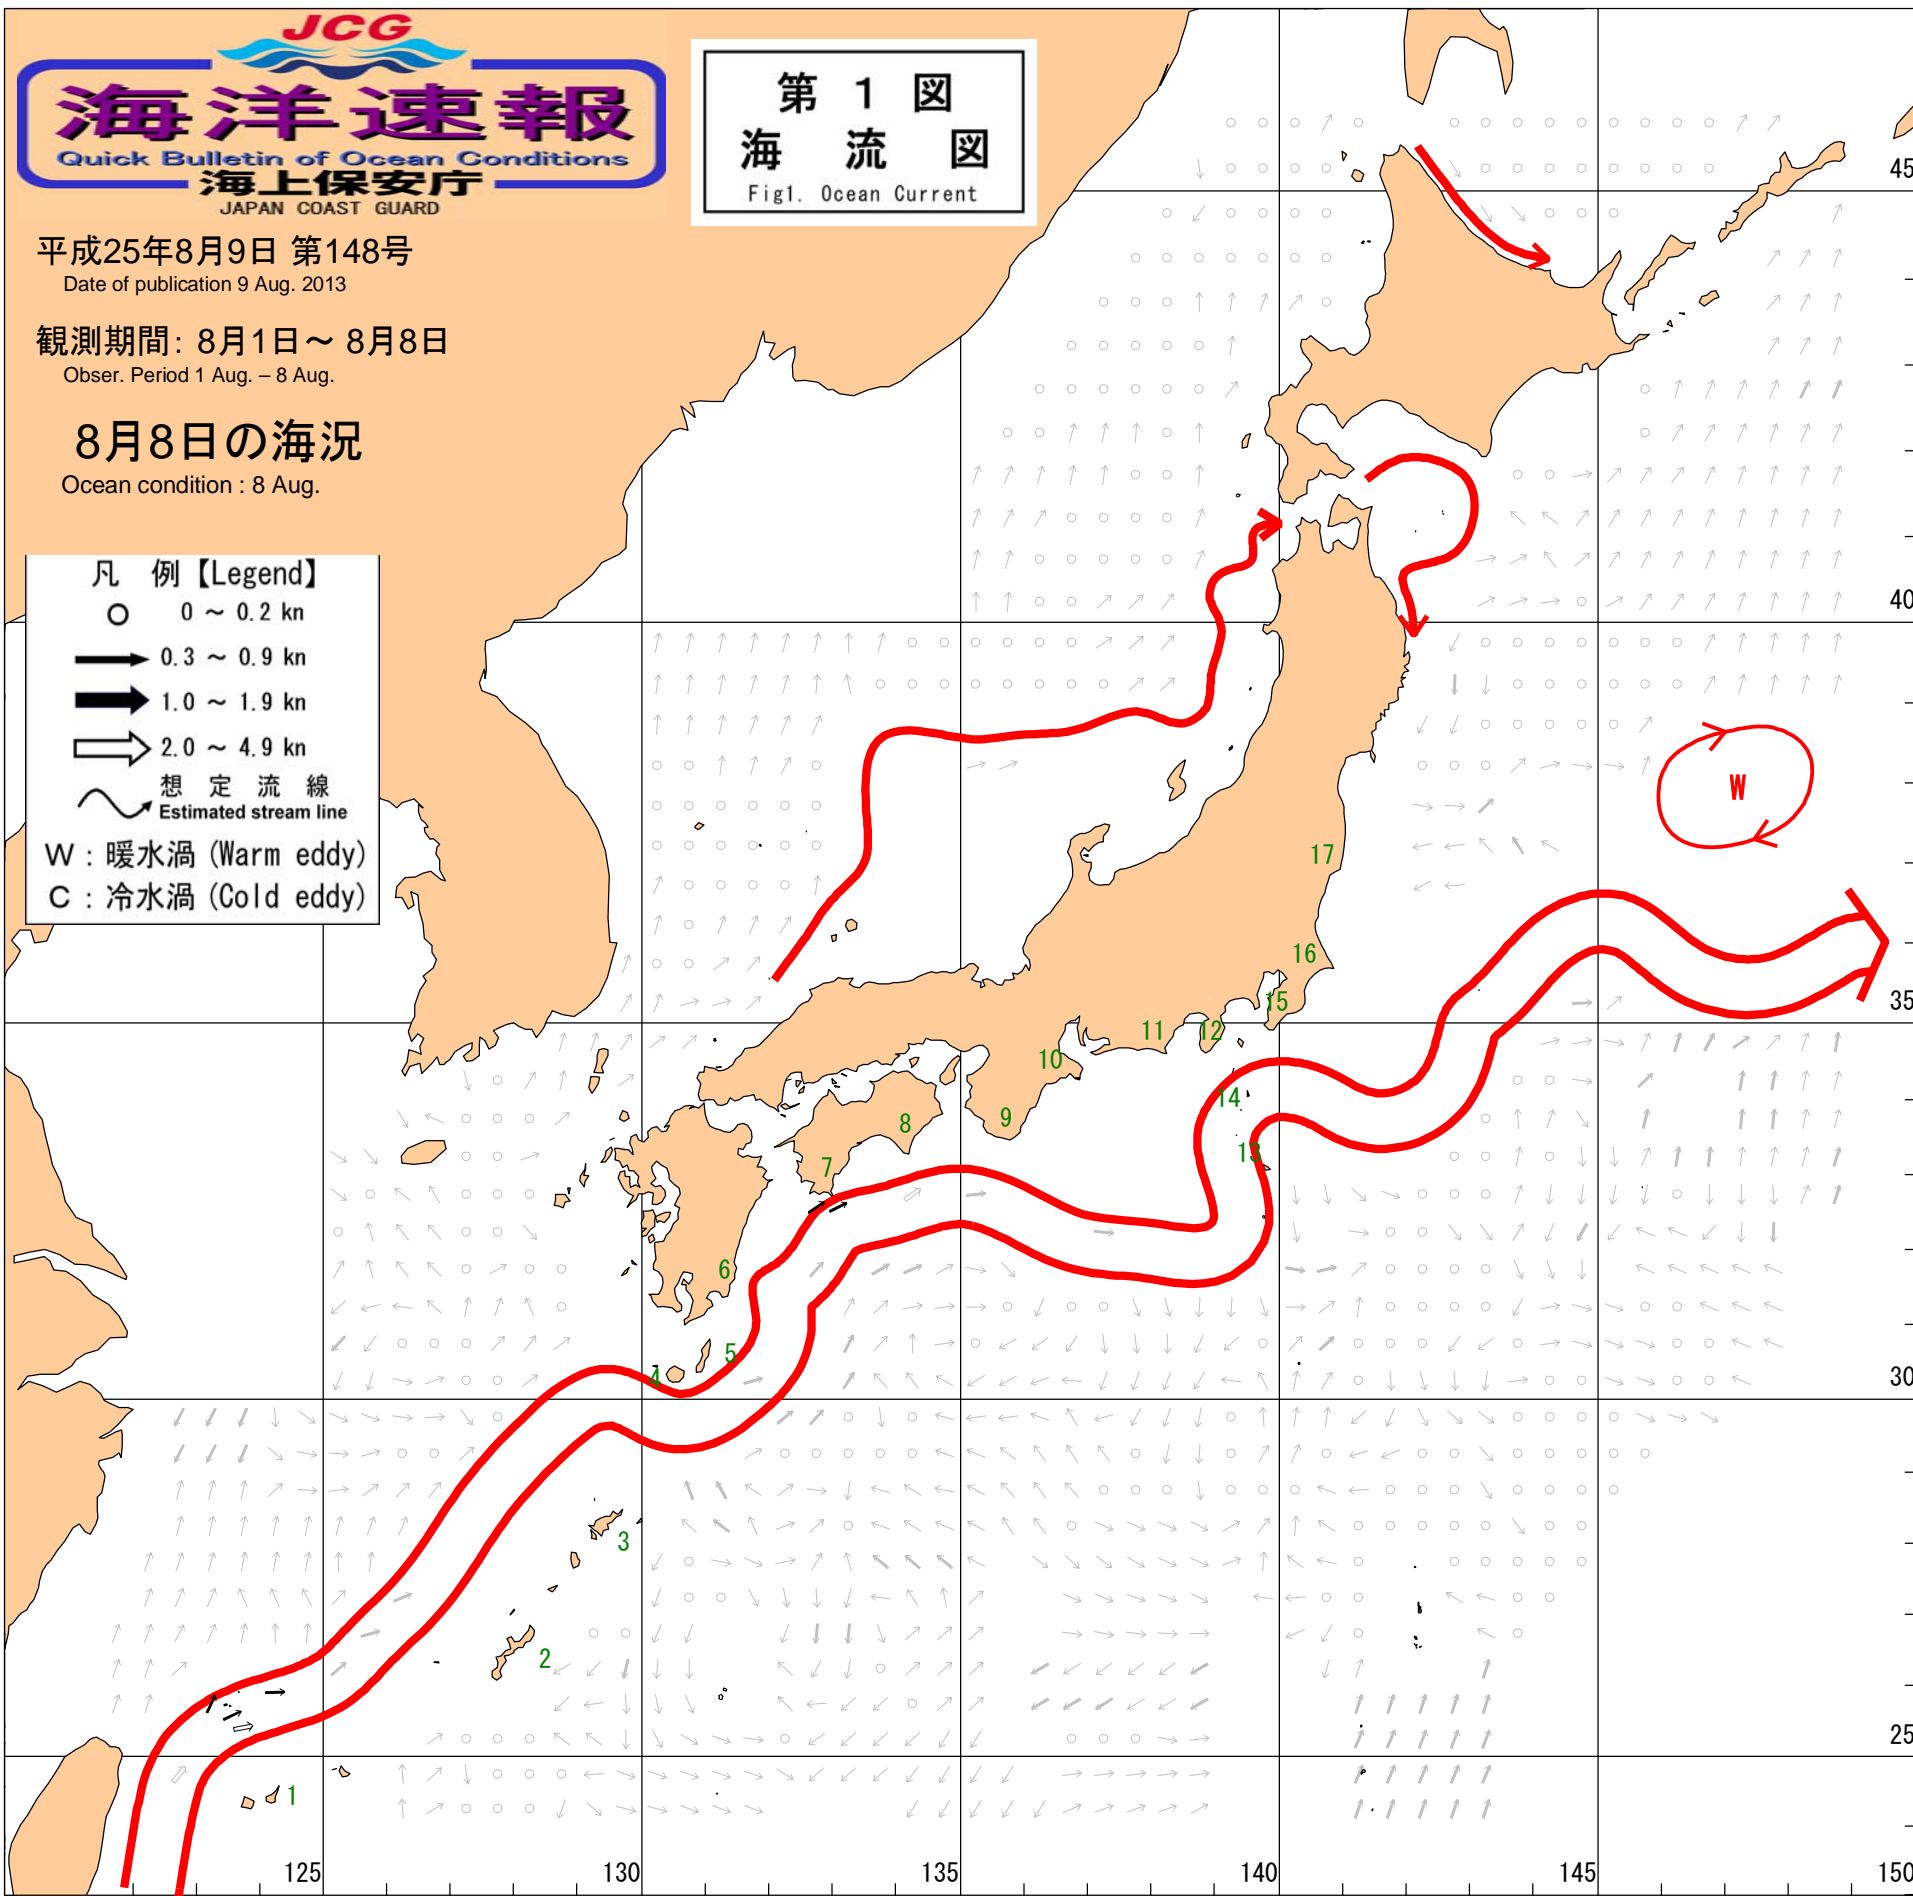 JCG
海洋速報
Quick Bulletin of Ocean Conditions
海上保安庁
JAPAN COAST GUARD
第 1 図
海 流 図
Fig1. Ocean Current
平成25年8月9日 第148号
Date of publication 9 Aug. 2013
観測期間: 8月1日～ 8月8日
Obser. Period 1 Aug. – 8 Aug.
8月8日の海況
Ocean condition : 8 Aug.
凡 例【Legend】
0 ～ 0.2 kn
0.3 ～ 0.9 kn
1.0 ～ 1.9 kn
2.0 ～ 4.9 kn
想 定 流 線
Estimated stream line
W : 暖水渦 (Warm eddy)
C : 冷水渦 (Cold eddy)
45
40
W
17
16
35
15
14
13
12
11
10
9
8
7
6
5
4
30
3
2
25
1
125
130
135
140
145
150